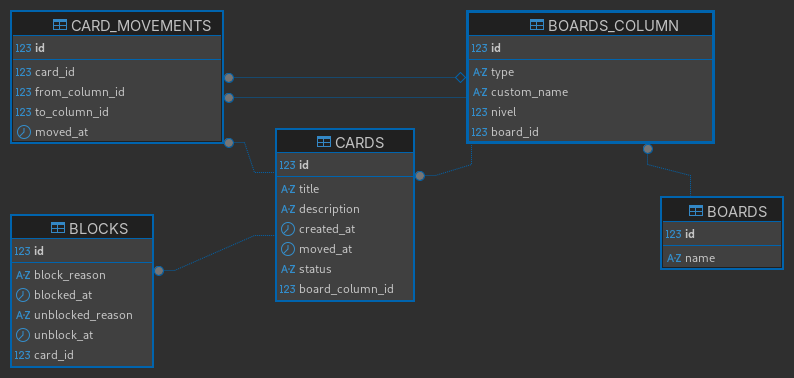 CARD_MOVEMENTS
123 id
123 card_id
123 from_column_id
123 to_column_id
moved_at
BOARDS_COLUMN
123 id
A-Z type
A-Z custom_name
123 nivel
123 board_id
CARDS
123 id
A-Z title
A-Z description
created_at
moved_at
A-Z status
123 board_column_id
BLOCKS
123 id
A-Z block_reason
blocked_at
A-Z unblocked_reason
unblock_at
123 card_id
BOARDS
123 id
A-Z name